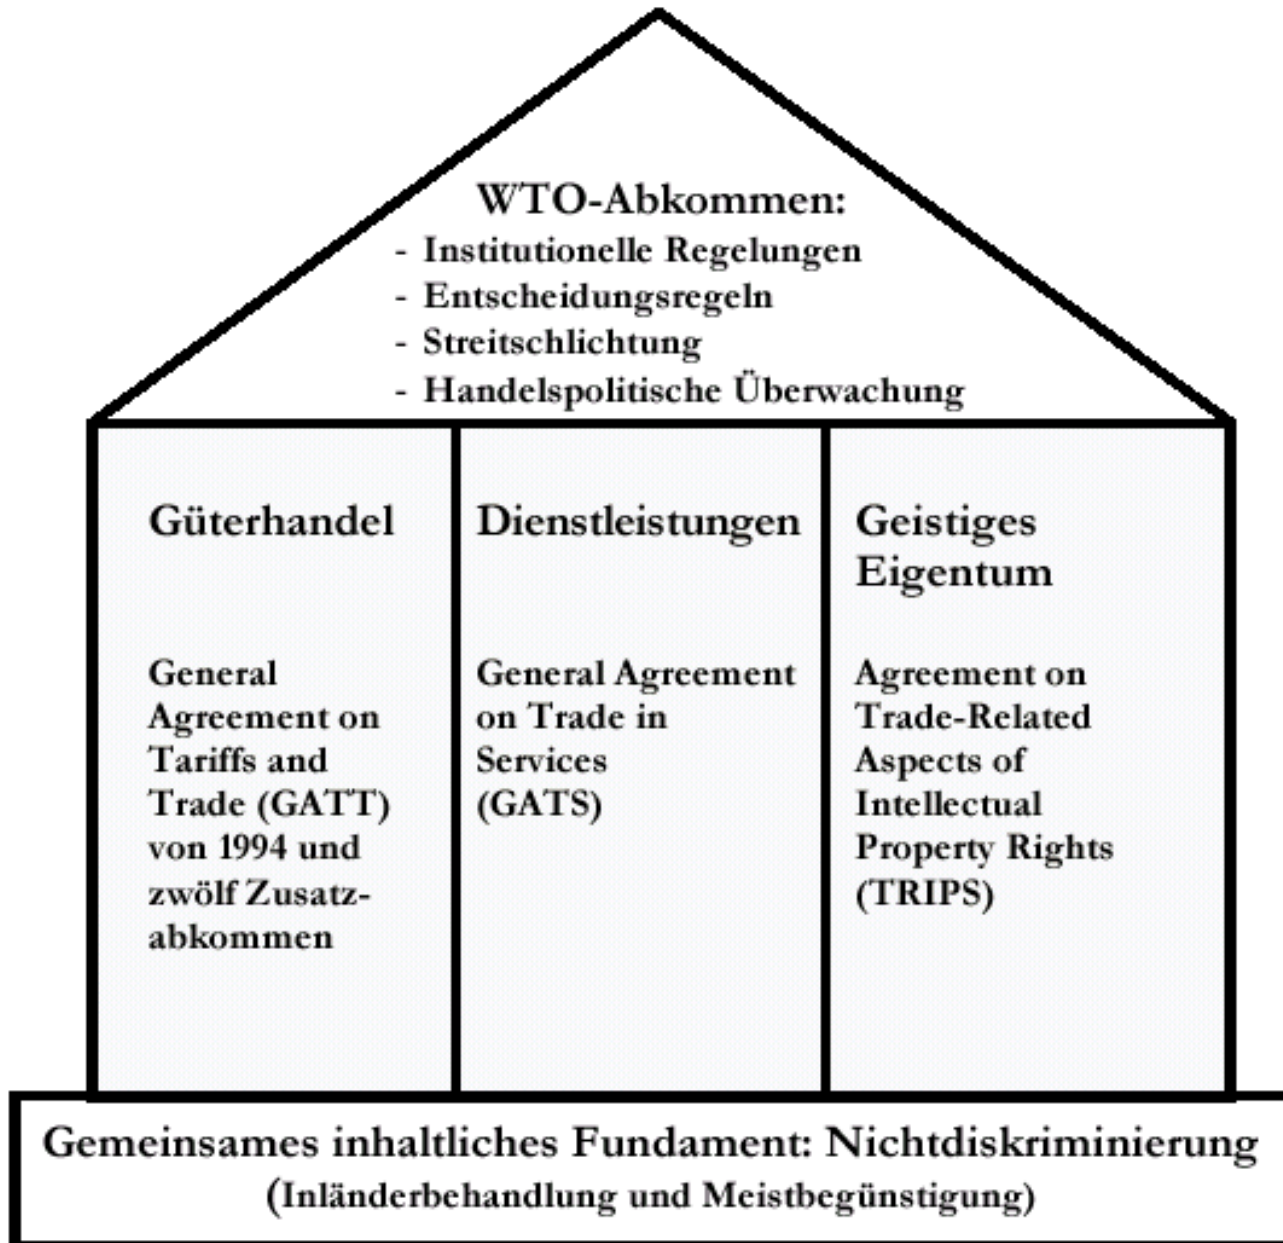 WTO-Abkommen:
- Institutionelle Regelungen
- Entscheidungsregeln
- Streitschlichtung
- Handelspolitische Überwachung
Güterhandel
General
Agreement on
Tariffs and
Trade (GATT)
von 1994 und
zwölf Zusatz-
abkommen
Dienstleistungen
General Agreement
on Trade in
Services
(GATS)
Geistiges
Eigentum
Agreement on
Trade-Related
Aspects of
Intellectual
Property Rights
(TRIPS)
Gemeinsames inhaltliches Fundament: Nichtdiskriminierung
(Inländerbehandlung und Meistbegünstigung)